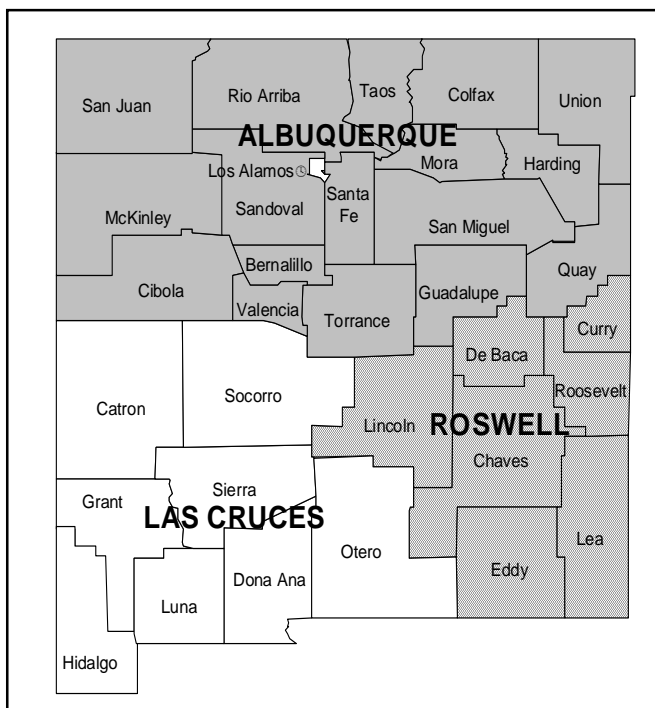 San Juan
Rio Arriba
Taos
Colfax
Union
ALBUQUERQUE
Los Alamos
Mora
Harding
McKinley
Sandoval
Santa
Fe
San Miguel
Bernalillo
Quay
Cibola
Valencia
Torrance
Guadalupe
Curry
De Baca
Roosevelt
Catron
Socorro
Lincoln
ROSWELL
Chaves
Grant
Sierra
LAS CRUCES
Otero
Lea
Eddy
Dona Ana
Luna
Hidalgo